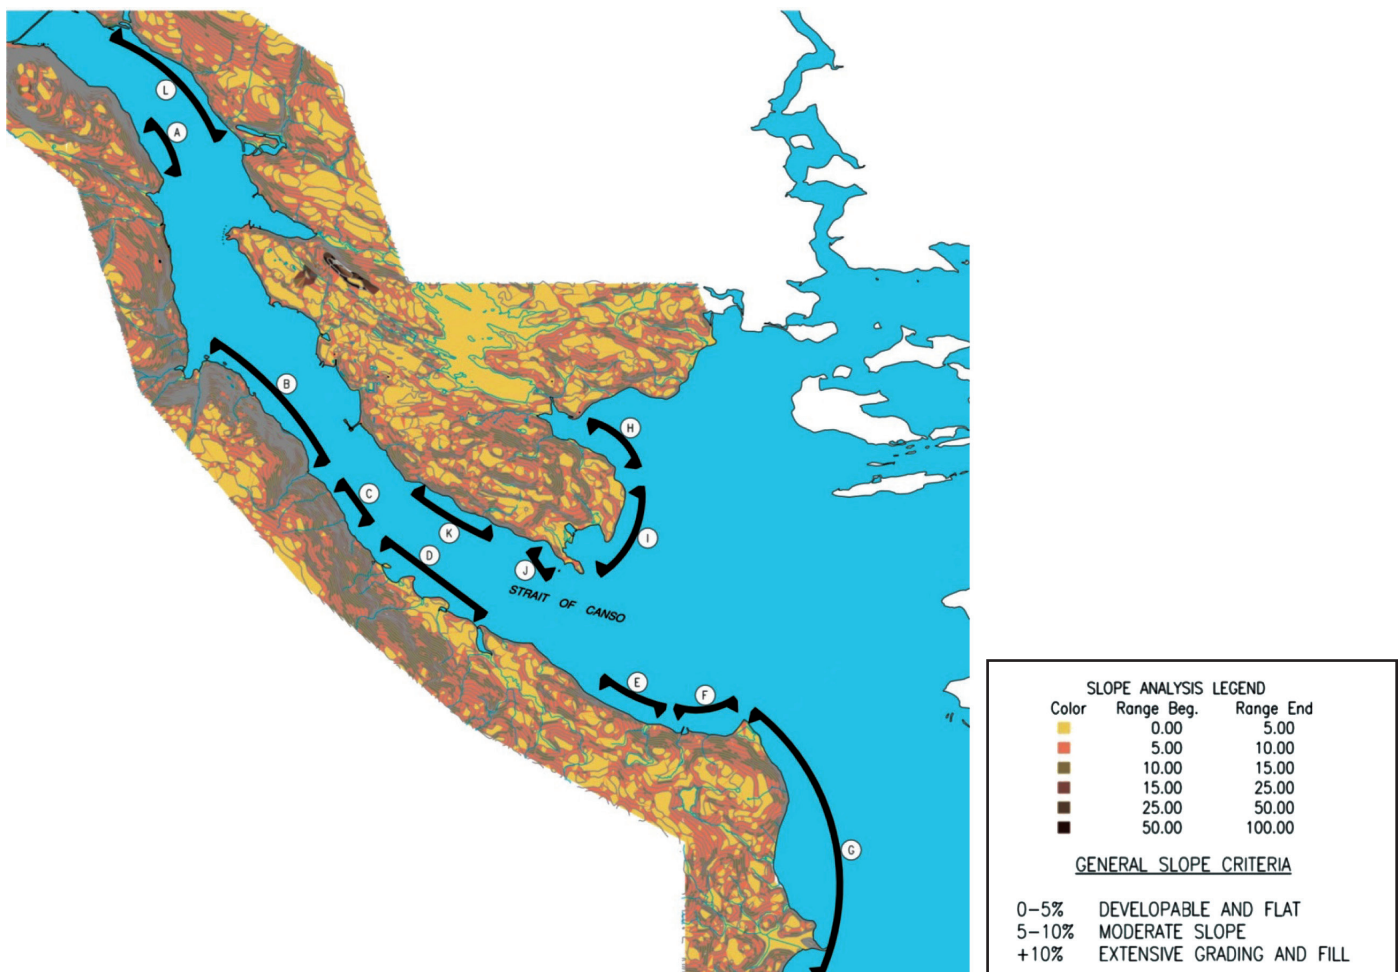 L
A
B
H
C
K
I
D
J
STRAIT OF CANSO
E
F
G
SLOPE ANALYSIS LEGEND
Color Range Beg. Range End
0.00 5.00
5.00 10.00
10.00 15.00
15.00 25.00
25.00 50.00
50.00 100.00
GENERAL SLOPE CRITERIA
0-5% DEVELOPABLE AND FLAT
5-10% MODERATE SLOPE
+10% EXTENSIVE GRADING AND FILL